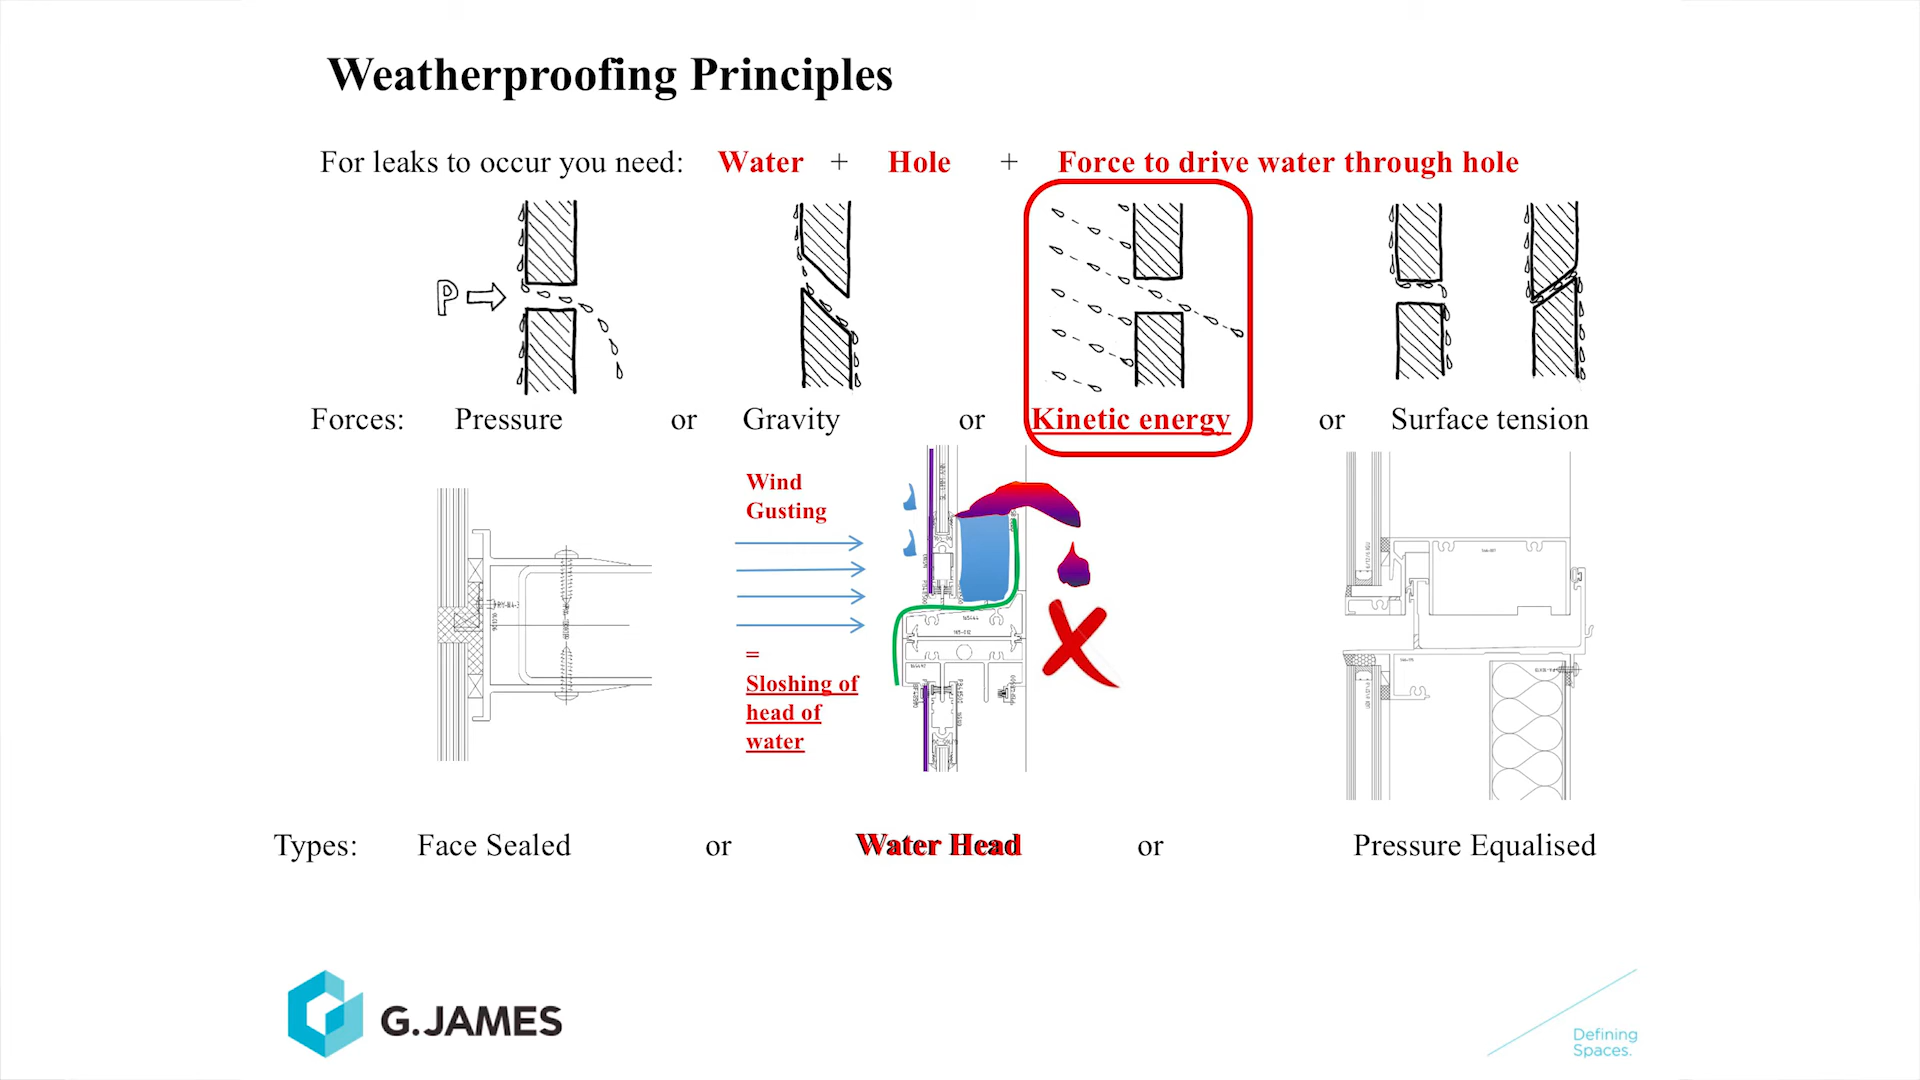 Weatherproofing Principles
For leaks to occur you need: Water + Hole + Force to drive water through hole
P
Forces: Pressure or Gravity or Kinetic energy or Surface tension
Wind
Gusting
=
Sloshing of
head of
water
Types: Face Sealed or Water Head or Pressure Equalised
G.JAMES
Defining
Spaces.